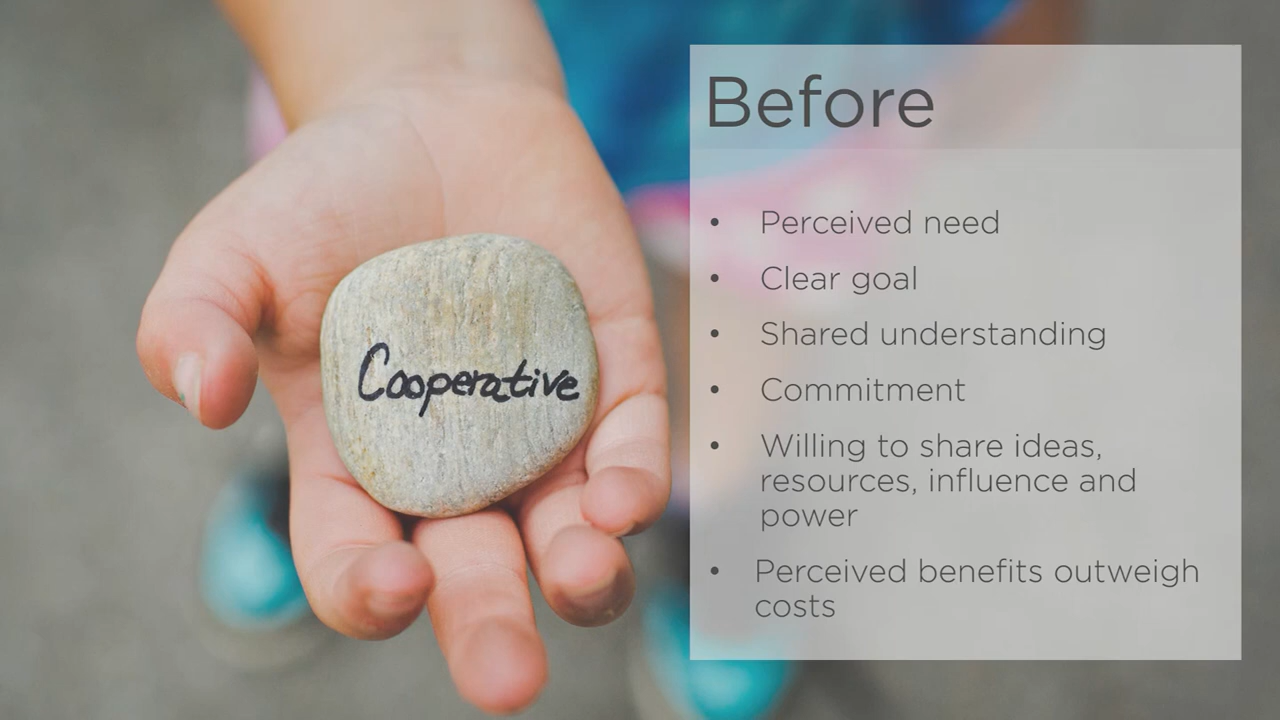 Cooperative
Before
• Perceived need
• Clear goal
• Shared understanding
• Commitment
• Willing to share ideas,
resources, influence and
power
• Perceived benefits outweigh
costs